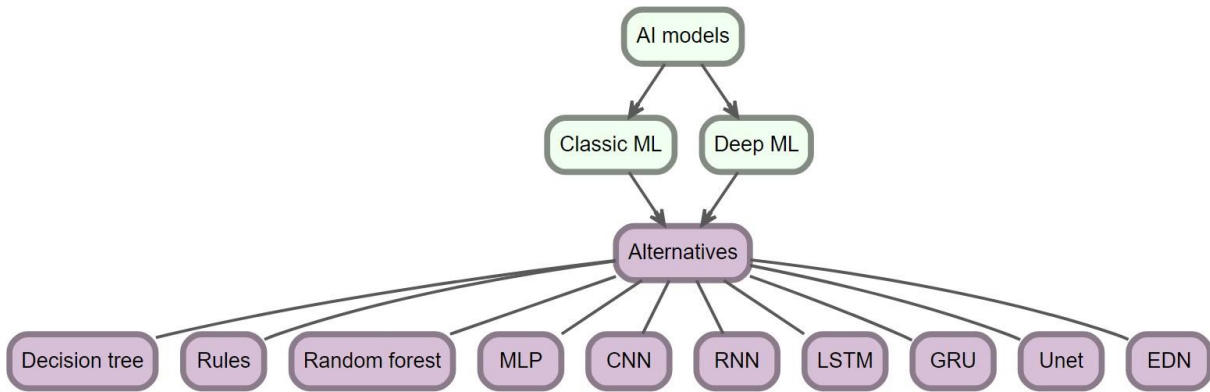 AI models
Classic ML
Deep ML
Alternatives
Decision tree
Rules
Random forest
MLP
CNN
RNN
LSTM
GRU
Unet
EDN